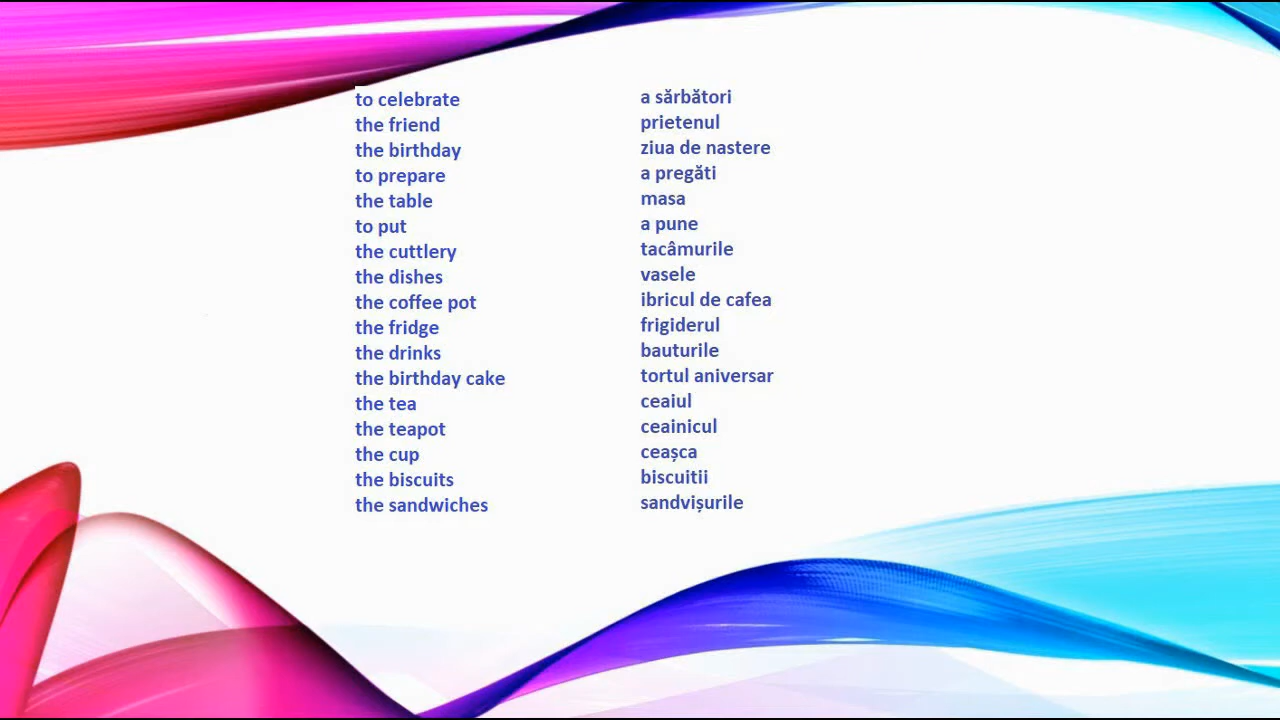 to celebrate
the friend
the birthday
to prepare
the table
to put
the cuttlery
the dishes
the coffee pot
the fridge
the drinks
the birthday cake
the tea
the teapot
the cup
the biscuits
the sandwiches
a sărbători
prietenul
ziua de nastere
a pregăti
masa
a pune
tacâmurile
vasele
ibricul de cafea
frigiderul
bauturile
tortul aniversar
ceaiul
ceainicul
ceașca
biscuitii
sandvișurile